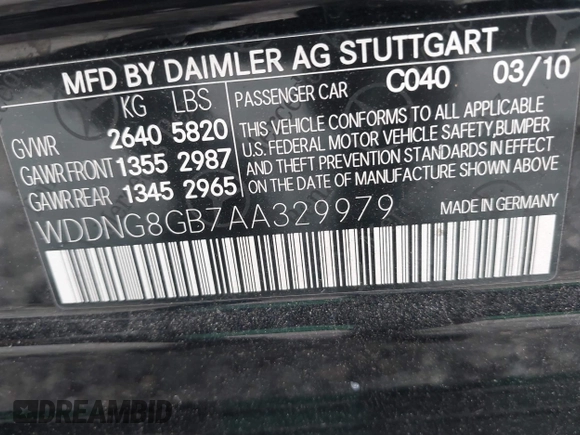 MFD BY DAIMLER AG STUTTGART
KG LBS
GVWR 2640 5820
GAWR FRONT 1355 2987
GAWR REAR 1345 2965
PASSENGER CAR C040 03/10
THIS VEHICLE CONFORMS TO ALL APPLICABLE
U.S. FEDERAL MOTOR VEHICLE SAFETY,BUMPER
AND THEFT PREVENTION STANDARDS IN EFFECT
ON THE DATE OF MANUFACTURE SHOWN ABOVE.
WDDNG8GB7AA329979
MADE IN GERMANY
DREAMBID